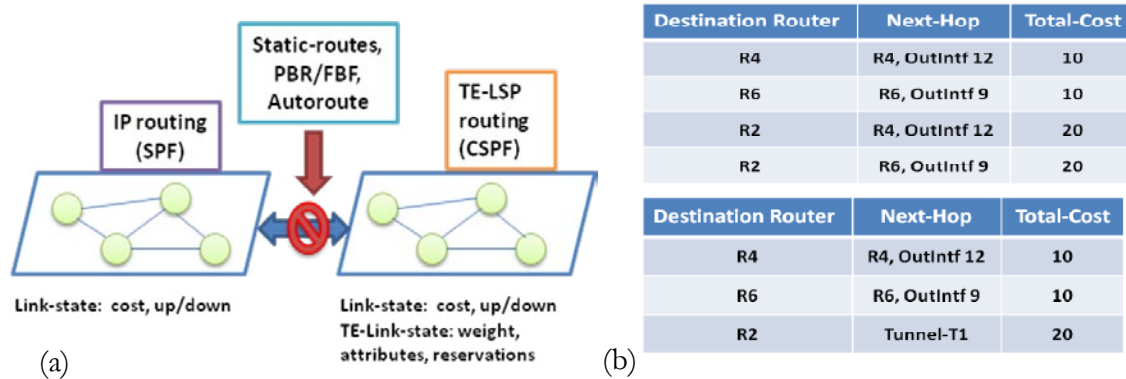 Static-routes,
PBR/FBF,
Autoroute
IP routing
(SPF)
TE-LSP
routing
(CSPF)
Link-state: cost, up/down
Link-state: cost, up/down
TE-Link-state: weight,
attributes, reservations
(a)
(b)
Destination Router Next-Hop Total-Cost
R4 R4, OutIntf 12 10
R6 R6, OutIntf 9 10
R2 R4, OutIntf 12 20
R2 R6, OutIntf 9 20
Destination Router Next-Hop Total-Cost
R4 R4, OutIntf 12 10
R6 R6, OutIntf 9 10
R2 Tunnel-T1 20